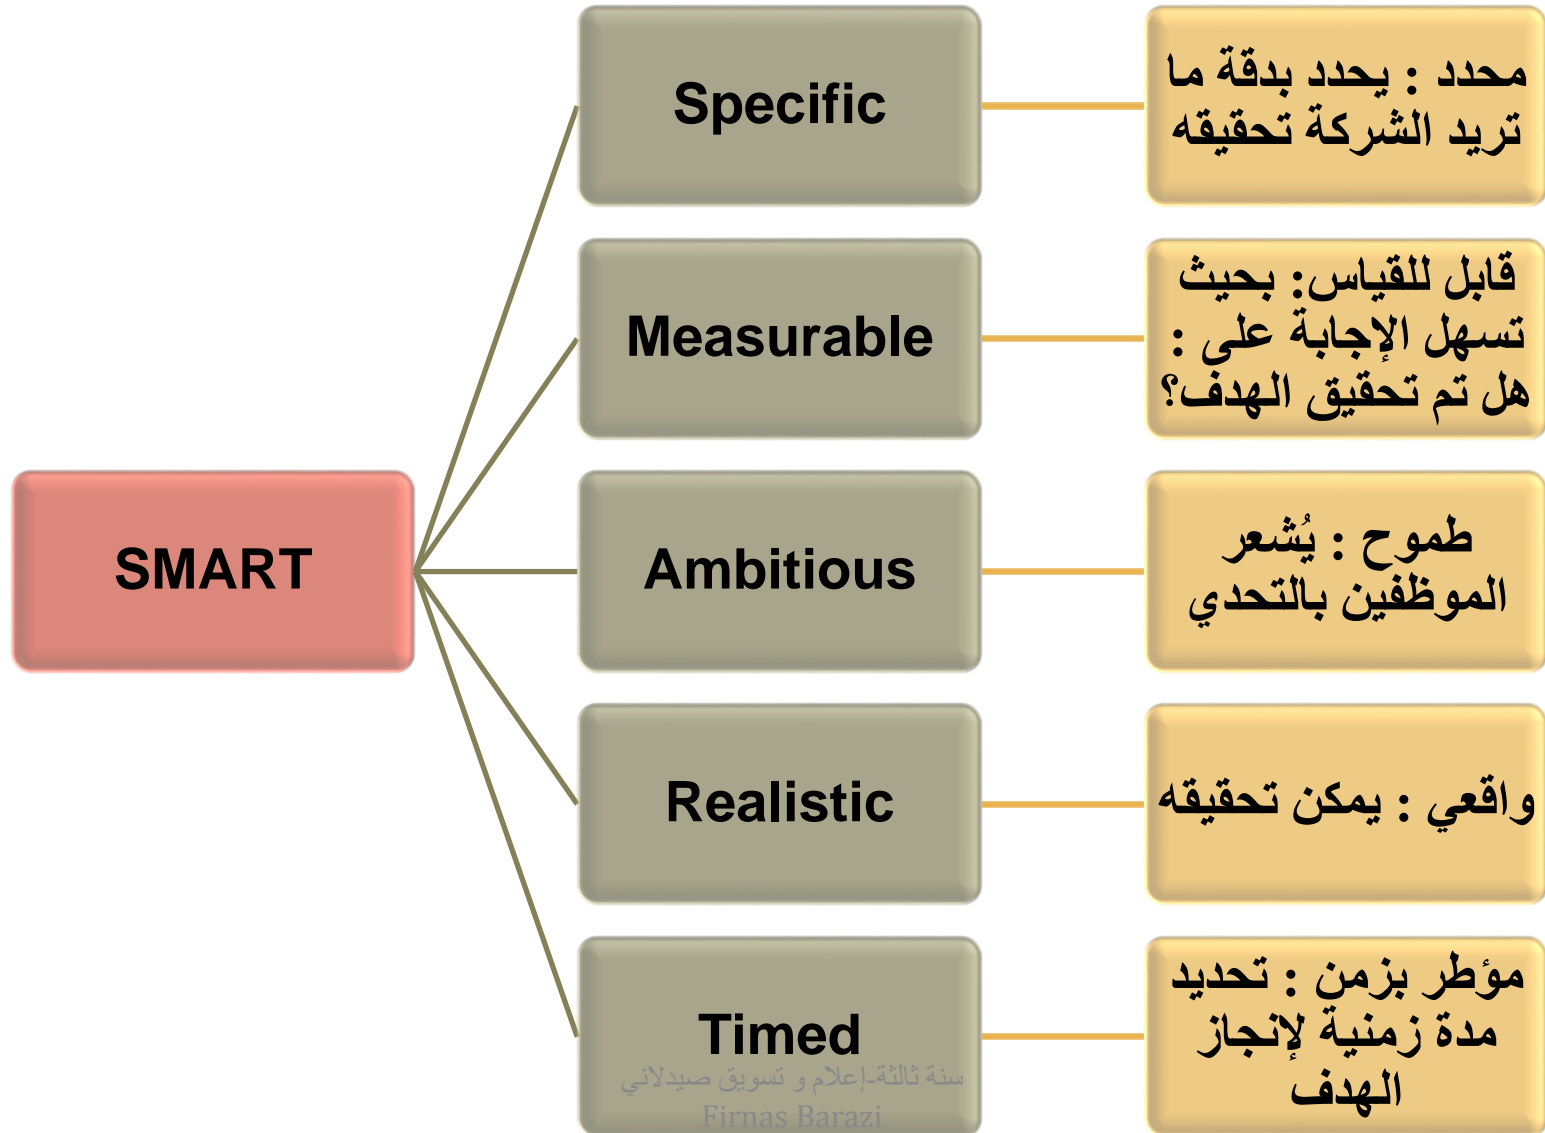 SMART
Specific
محدد : يحدد بدقة ما
تريد الشركة تحقيقه
Measurable
قابل للقياس: بحيث
تسهل الإجابة على :
هل تم تحقيق الهدف؟
Ambitious
طموح : يُشعر
الموظفين بالتحدي
Realistic
واقعي : يمكن تحقيقه
Timed
مؤطر بزمن : تحديد
مدة زمنية لإنجاز
الهدف
سنة ثالثة-إعلام و تسويق صيدلاني
Firnas Barazi